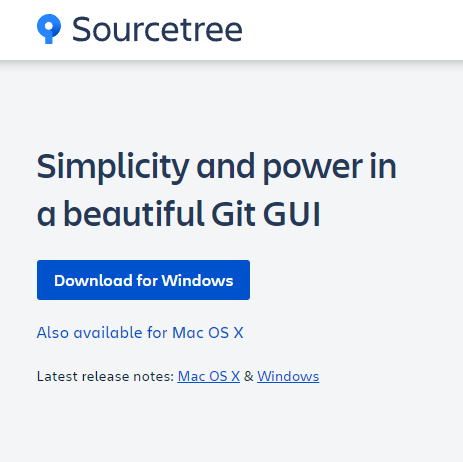 Sourcetree
Simplicity and power in
a beautiful Git GUI
Download for Windows
Also available for Mac OS X
Latest release notes: Mac OS X & Windows